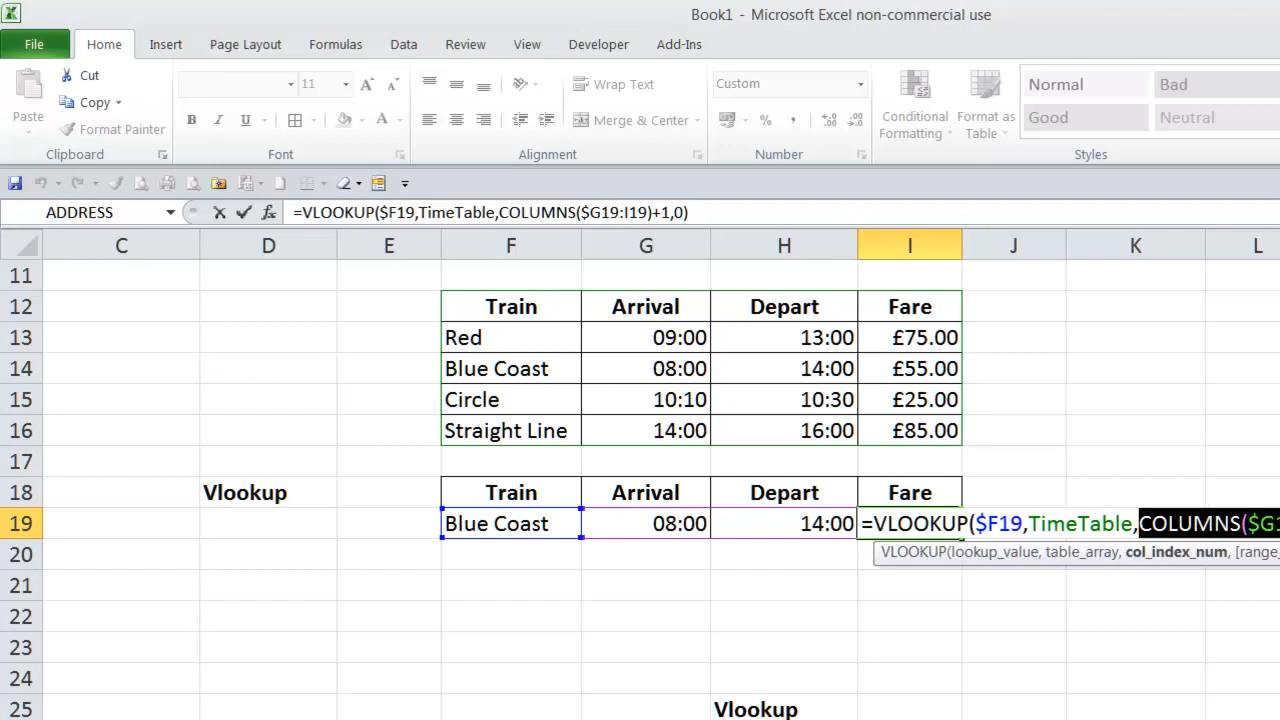 Book1 - Microsoft Excel non-commercial use
File Home Insert Page Layout Formulas Data Review View Developer Add-Ins
Paste
Cut
Copy
Format Painter
Clipboard
11
B I U A
Font
Wrap Text
Merge & Center
Alignment
Custom
%
Number
Conditional Formatting
Format as Table
Normal Bad
Good Neutral
Styles
ADDRESS fx =VLOOKUP($F19,TimeTable,COLUMNS($G19:I19)+1,0)
C D E F G H I J K L
11
12 Train Arrival Depart Fare
13 Red 09:00 13:00 £75.00
14 Blue Coast 08:00 14:00 £55.00
15 Circle 10:10 10:30 £25.00
16 Straight Line 14:00 16:00 £85.00
17
18 Vlookup Train Arrival Depart Fare
19 Blue Coast 08:00 14:00 =VLOOKUP($F19,TimeTable,COLUMNS($G1
20 VLOOKUP(lookup_value, table_array, col_index_num, [range_
21
22
23
24
25 Vlookup